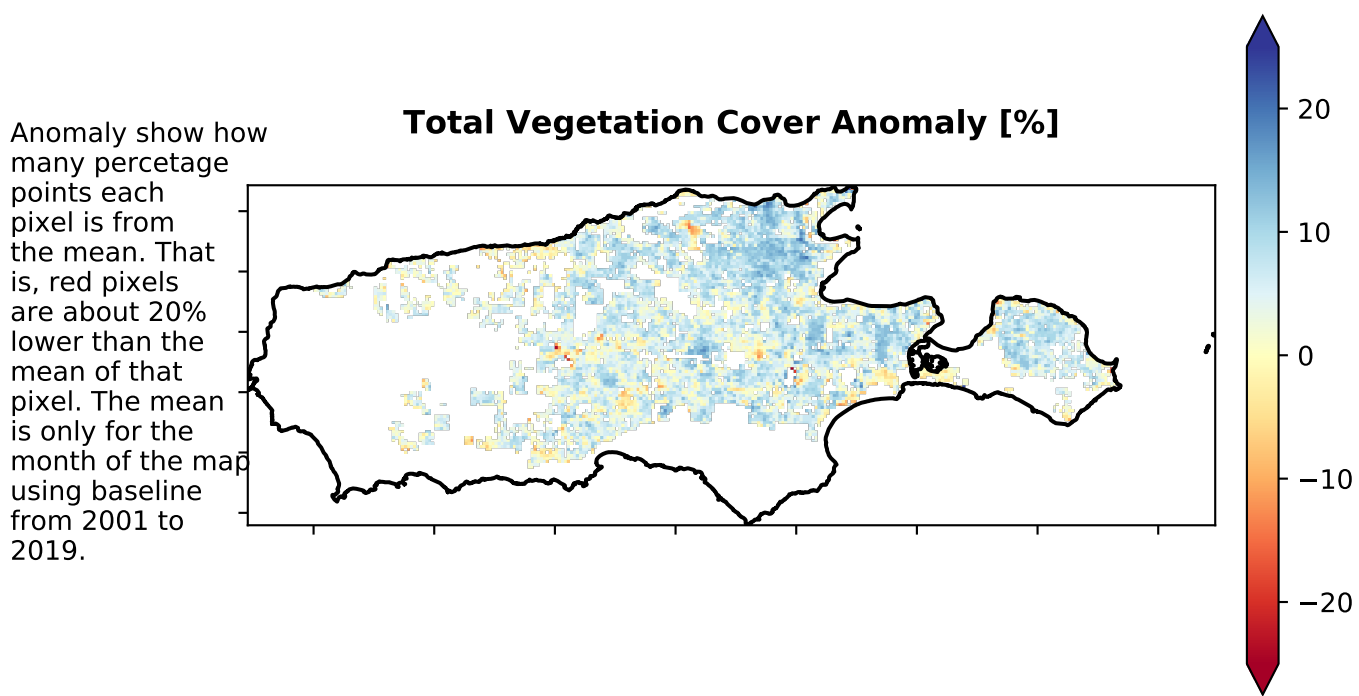 Total Vegetation Cover Anomaly [%]
Anomaly show how
many percetage
points each
pixel is from
the mean. That
is, red pixels
are about 20%
lower than the
mean of that
pixel. The mean
is only for the
month of the map
using baseline
from 2001 to
2019.
20
10
0
−10
−20